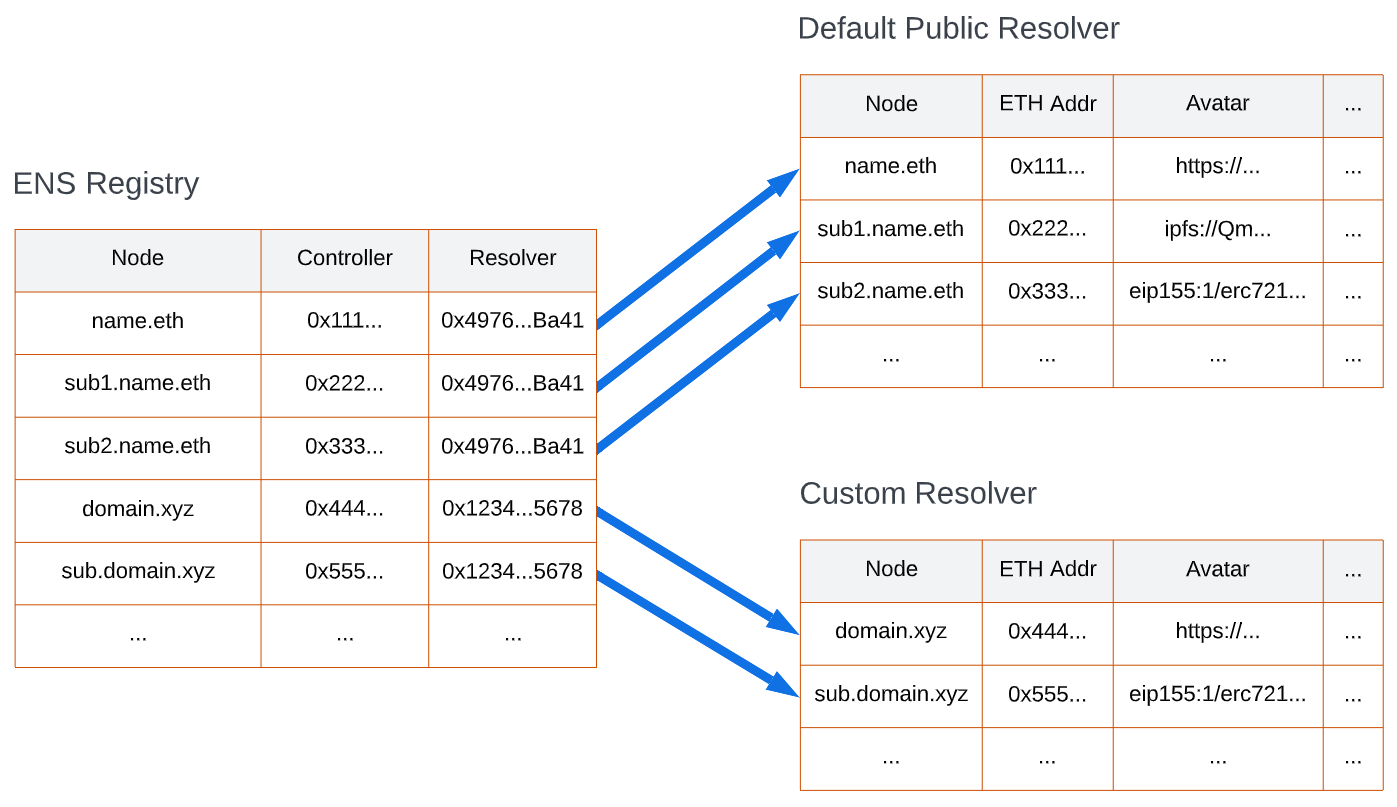 Default Public Resolver
Node ETH Addr Avatar ...
name.eth 0x111... https://... ...
sub1.name.eth 0x222... ipfs://Qm... ...
sub2.name.eth 0x333... eip155:1/erc721... ...
... ... ... ...
ENS Registry
Node Controller Resolver
name.eth 0x111... 0x4976...Ba41
sub1.name.eth 0x222... 0x4976...Ba41
sub2.name.eth 0x333... 0x4976...Ba41
domain.xyz 0x444... 0x1234...5678
sub.domain.xyz 0x555... 0x1234...5678
... ... ...
Custom Resolver
Node ETH Addr Avatar ...
domain.xyz 0x444... https://... ...
sub.domain.xyz 0x555... eip155:1/erc721... ...
... ... ... ...